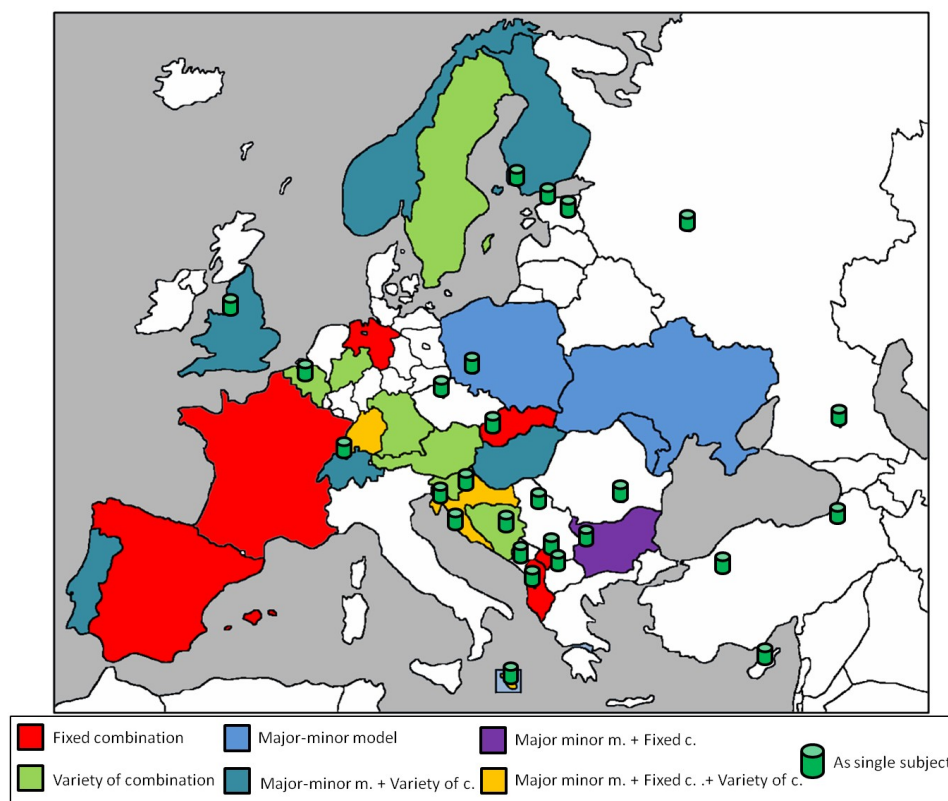 Fixed combination
Major-minor model
Major minor m. + Fixed c.
As single subject
Variety of combination
Major-minor m. + Variety of c.
Major minor m. + Fixed c. .+ Variety of c.